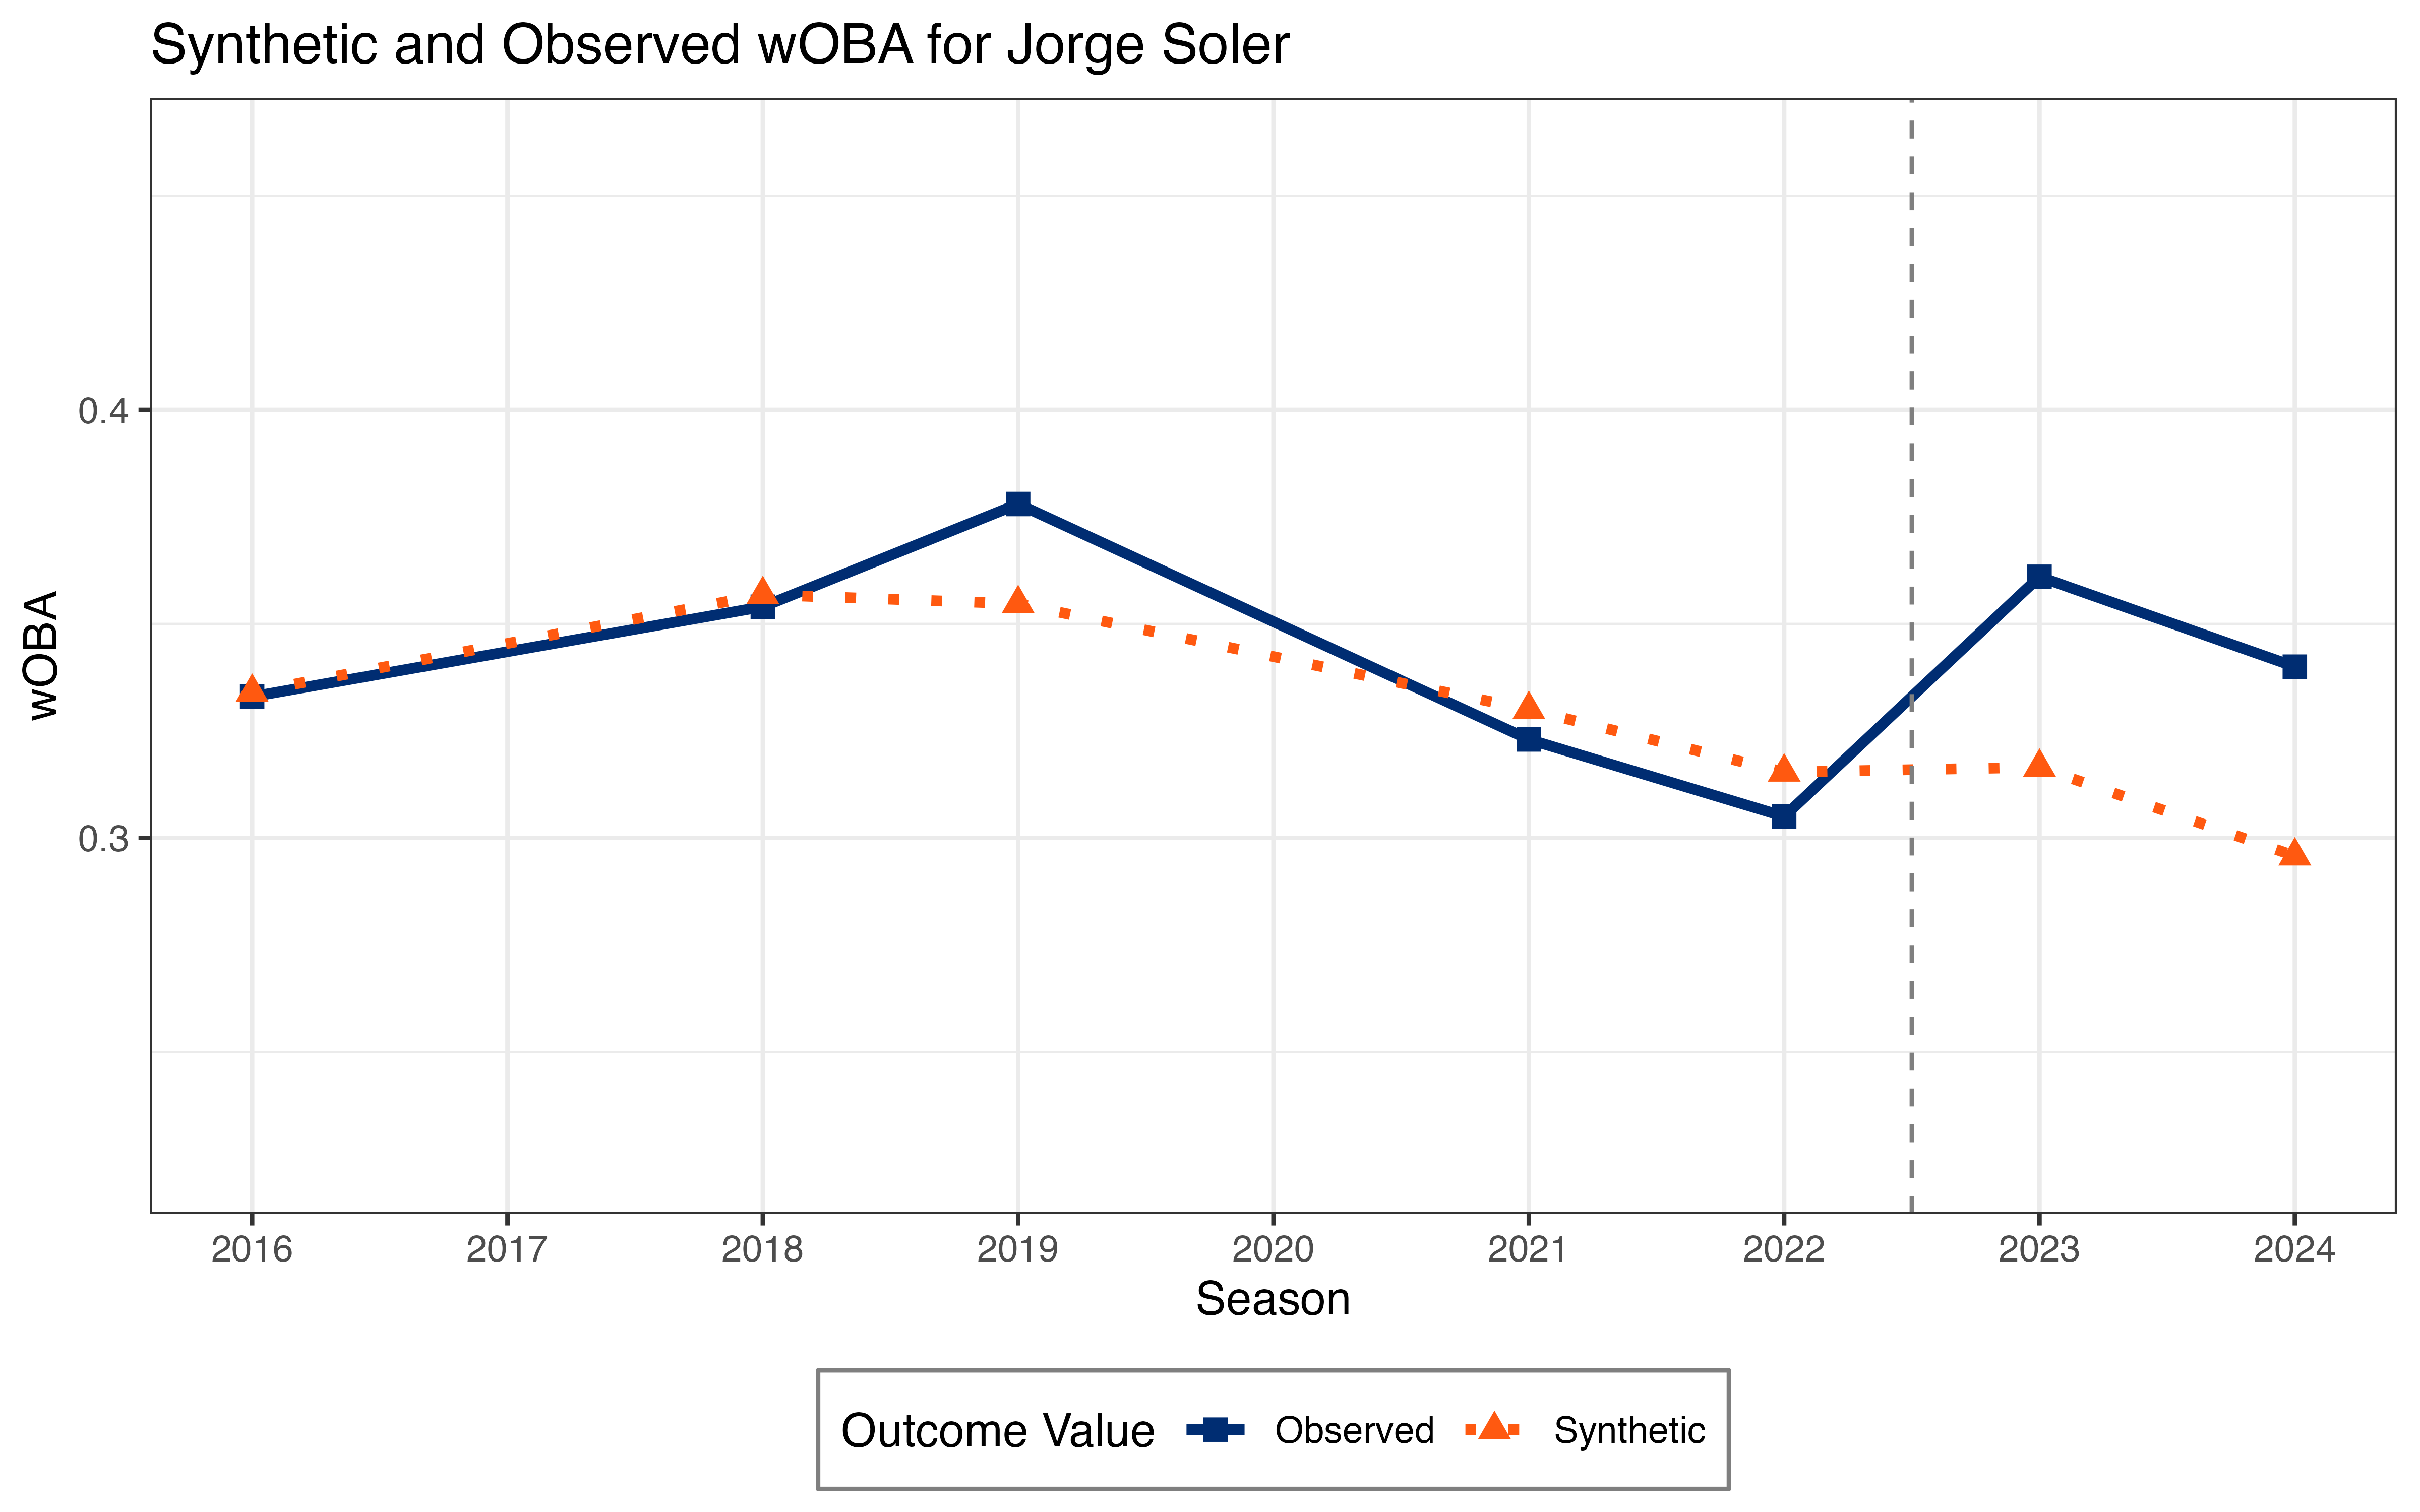 Synthetic and Observed wOBA for Jorge Soler
wOBA
0.4
0.3
2016 2017 2018 2019 2020 2021 2022 2023 2024
Season
Outcome Value Observed Synthetic